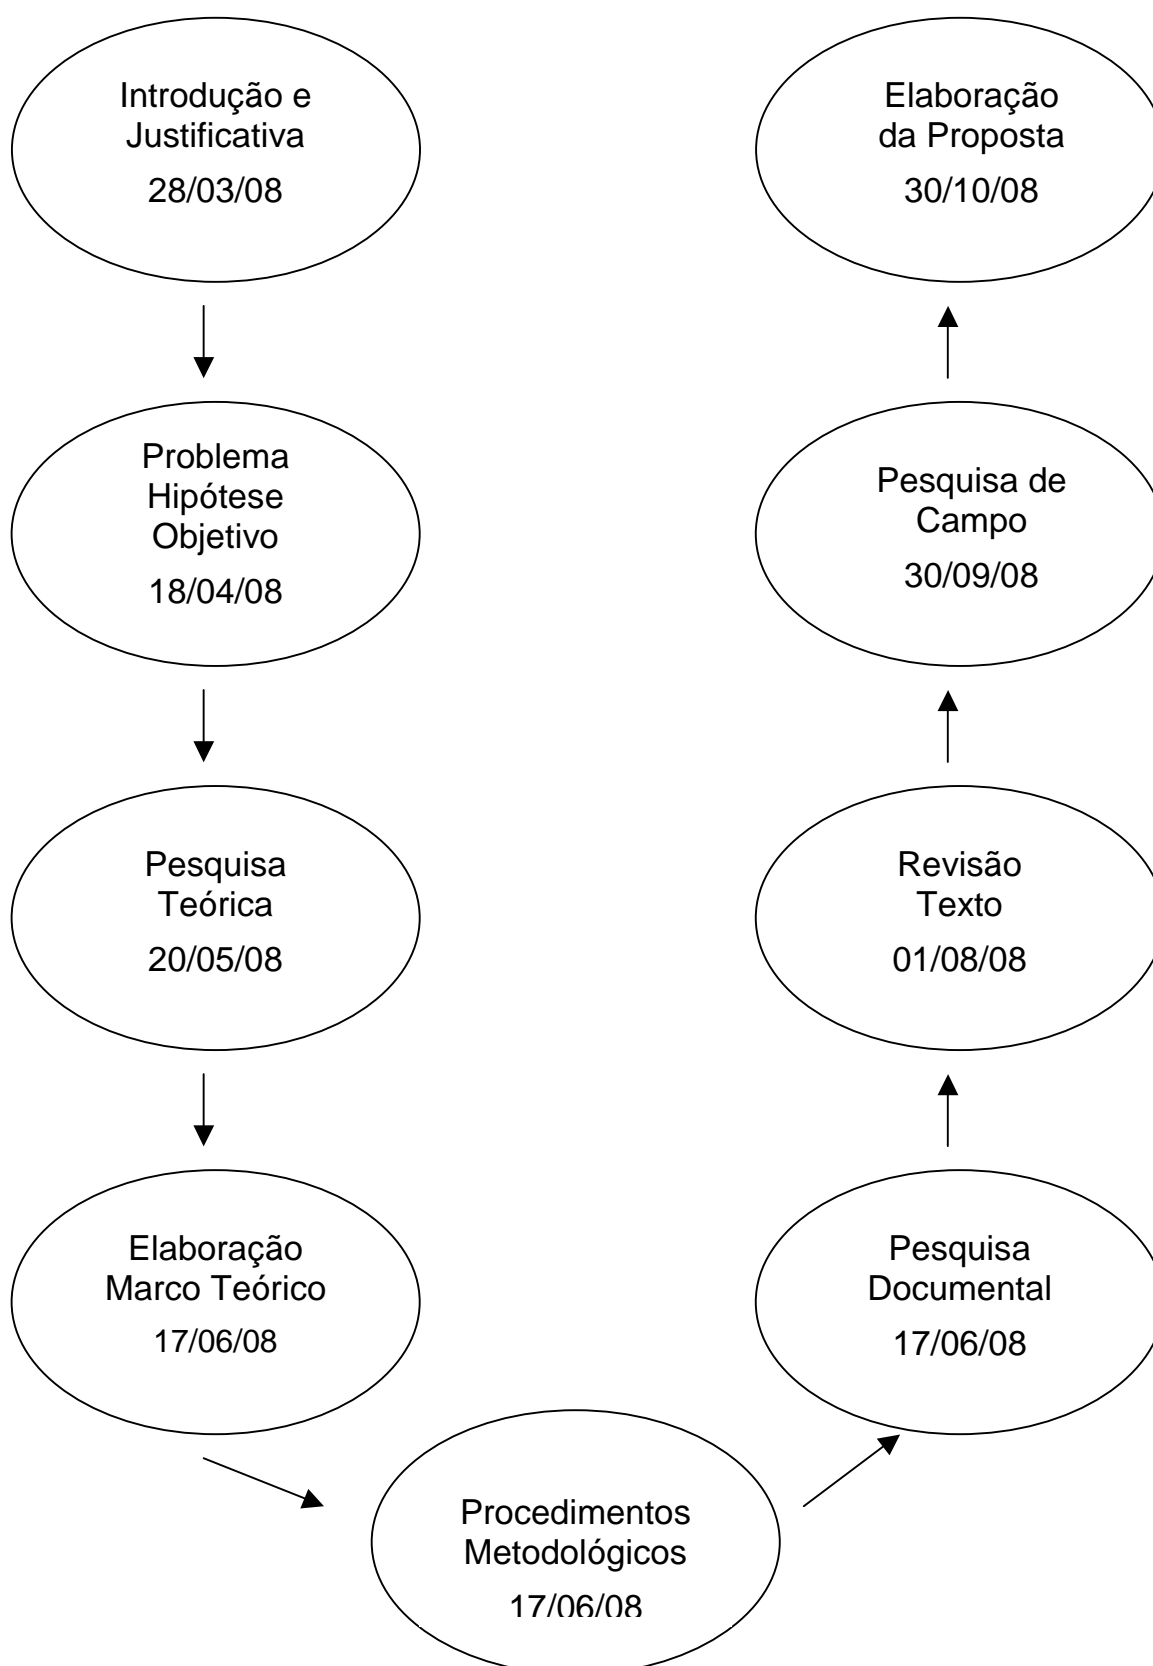 Introdução e
Justificativa
28/03/08
Problema
Hipótese
Objetivo
18/04/08
Pesquisa
Teórica
20/05/08
Elaboração
Marco Teórico
17/06/08
Procedimentos
Metodológicos
17/06/08
Pesquisa
Documental
17/06/08
Revisão
Texto
01/08/08
Pesquisa de
Campo
30/09/08
Elaboração
da Proposta
30/10/08